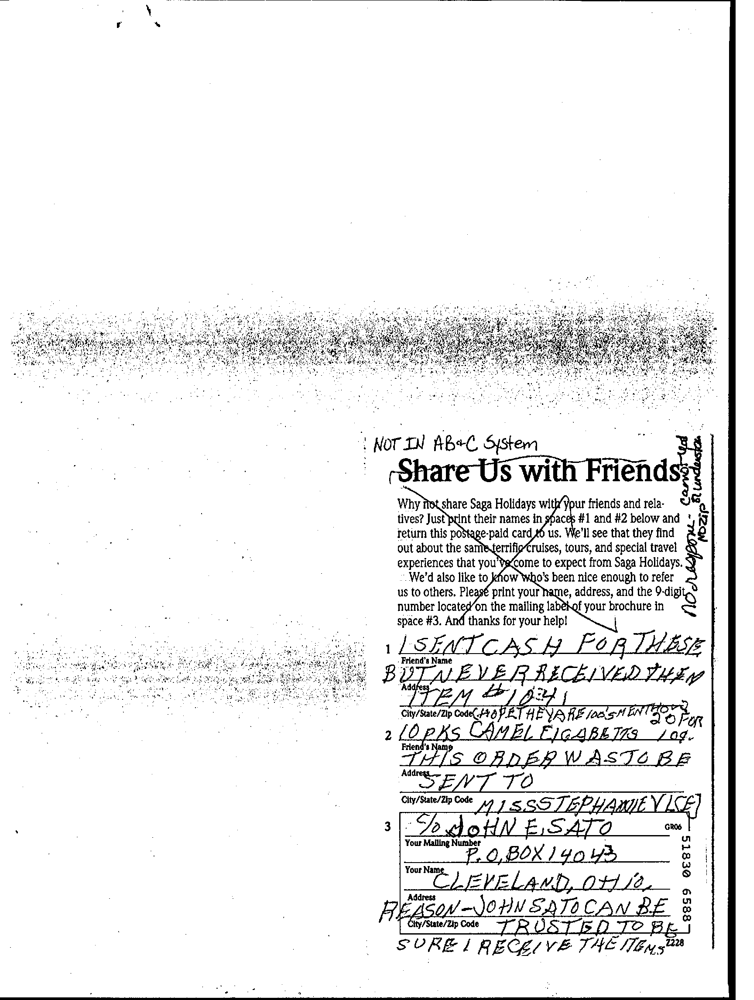 NOT IN AB&C System
Share Us with Friends
Why not share Saga Holidays with your friends and rela-
tives? Just print their names in spaces #1 and #2 below and
return this postage-paid card to us. We'll see that they find
out about the same terrific cruises, tours, and special travel
experiences that you've come to expect from Saga Holidays.
We'd also like to know who's been nice enough to refer
us to others. Please print your name, address, and the 9-digit
number located on the mailing label of your brochure in
space #3. And thanks for your help!
No response - Cannot
understand
NO ZIP
1 I SENT CASH FOR THESE
Friend's Name
BUT NEVER RECEIVED THEM
Address
ITEM # 1041
City/State/Zip Code (HOPE THEY ARE 100'S MENTHOL)
20 FOR
2 10 PKS CAMEL CIGARETTS 109.
Friend's Name
THIS ORDER WAS TO BE
Address
SENT TO
City/State/Zip Code MISS STEPHANIE VISE
3 C/O JOHN E. SATO
GR06
Your Mailing Number
P.O. BOX 14043
Your Name
CLEVELAND, OHIO.
Address
REASON - JOHN SATO CAN BE
City/State/Zip Code TRUSTED TO BE
SURE I RECEIVE THE ITEMS
2228
51830 6588